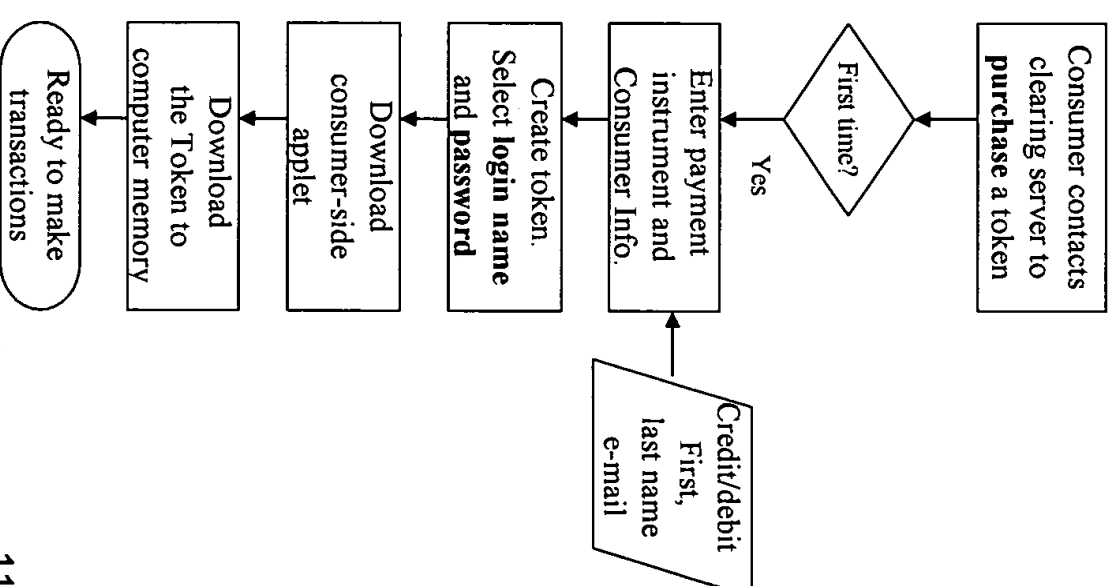 Consumer contacts
clearing server to
purchase a token
First time?
Yes
Enter payment
instrument and
Consumer Info.
Credit/debit
First,
last name
e-mail
Create token.
Select login name
and password
Download
consumer-side
applet
Download
the Token to
computer memory
Ready to make
transactions
11